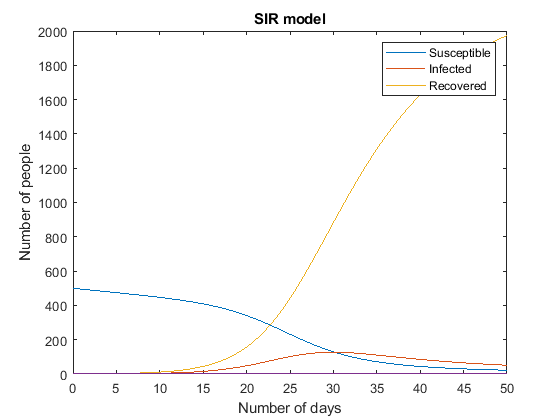 SIR model
2000
1800
1600
1400
1200
1000
800
600
400
200
0
Number of people
Susceptible
Infected
Recovered
0 5 10 15 20 25 30 35 40 45 50
Number of days